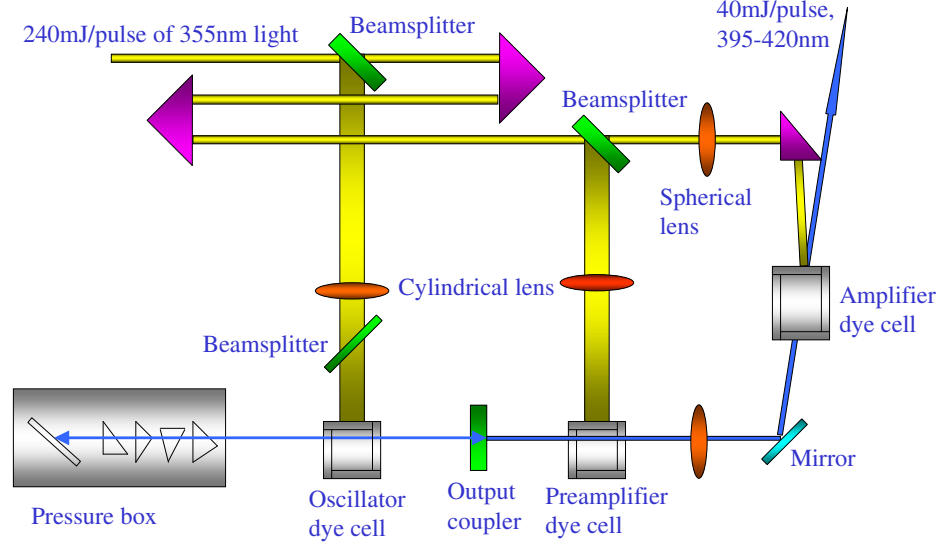 240mJ/pulse of 355nm light
Beamsplitter
40mJ/pulse,
395-420nm
Beamsplitter
Spherical
lens
Cylindrical lens
Amplifier
dye cell
Beamsplitter
Mirror
Pressure box
Oscillator
dye cell
Output
coupler
Preamplifier
dye cell